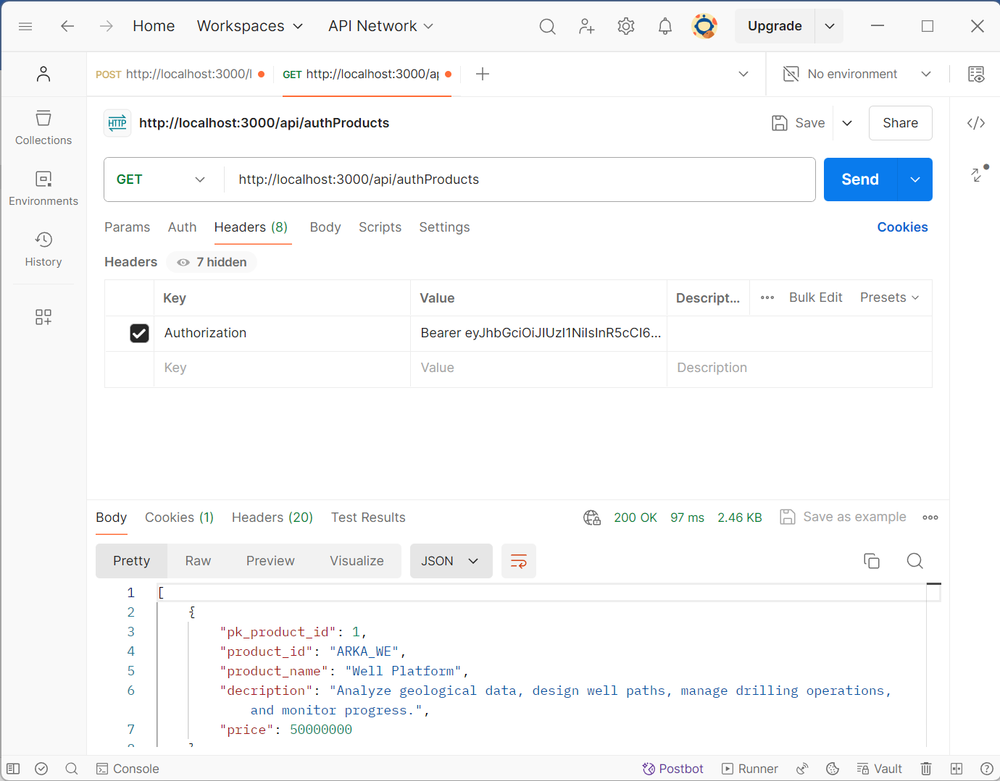 Home Workspaces API Network Upgrade
POST http://localhost:3000/l GET http://localhost:3000/ap No environment
HTTP http://localhost:3000/api/authProducts Save Share
Collections
GET http://localhost:3000/api/authProducts Send
Environments
Params Auth Headers (8) Body Scripts Settings Cookies
History
Headers 7 hidden
Key Value Descript... Bulk Edit Presets
Authorization Bearer eyJhbGciOiJIUzI1NiIsInR5cCI6...
Key Value Description
Body Cookies (1) Headers (20) Test Results 200 OK 97 ms 2.46 KB Save as example
Pretty Raw Preview Visualize JSON
1 [
2 {
3 "pk_product_id": 1,
4 "product_id": "ARKA_WE",
5 "product_name": "Well Platform",
6 "decription": "Analyze geological data, design well paths, manage drilling operations,
and monitor progress.",
7 "price": 50000000
Console Postbot Runner Vault